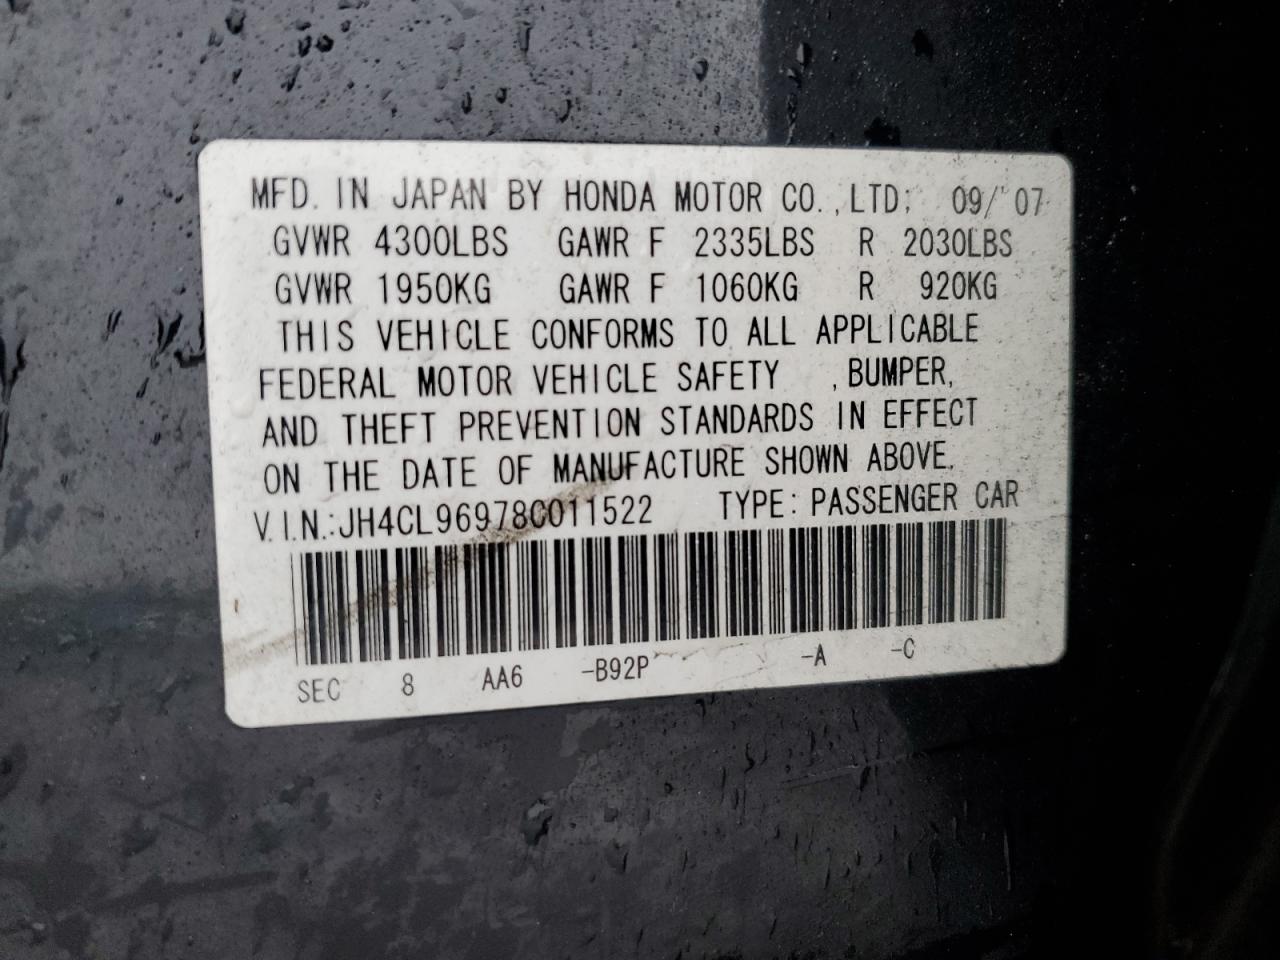 MFD. IN JAPAN BY HONDA MOTOR CO., LTD; 09/'07
GVWR 4300LBS GAWR F 2335LBS R 2030LBS
GVWR 1950KG GAWR F 1060KG R 920KG
THIS VEHICLE CONFORMS TO ALL APPLICABLE
FEDERAL MOTOR VEHICLE SAFETY , BUMPER,
AND THEFT PREVENTION STANDARDS IN EFFECT
ON THE DATE OF MANUFACTURE SHOWN ABOVE.
V.I.N.:JH4CL96978C011522 TYPE: PASSENGER CAR
SEC 8 AA6 -B92P -A -C